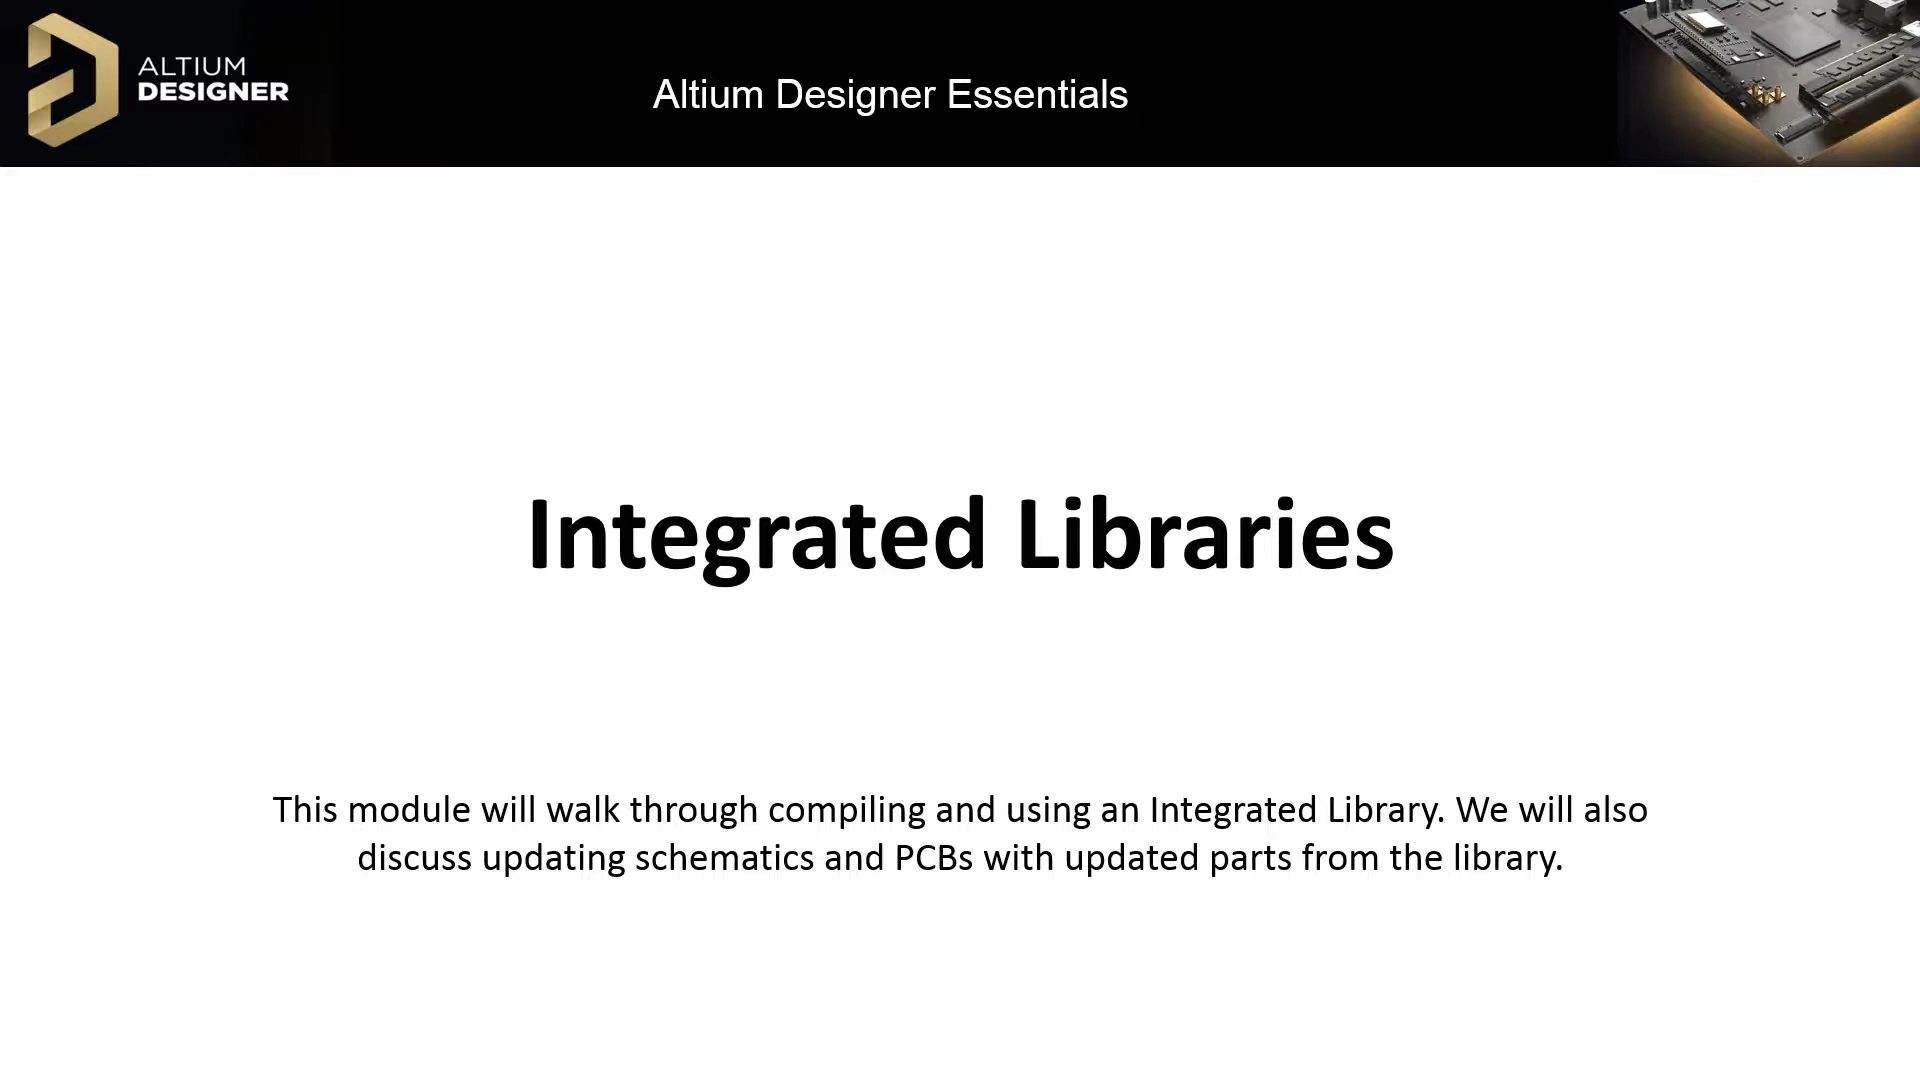 ALTIUM
DESIGNER
Altium Designer Essentials
Integrated Libraries
This module will walk through compiling and using an Integrated Library. We will also
discuss updating schematics and PCBs with updated parts from the library.